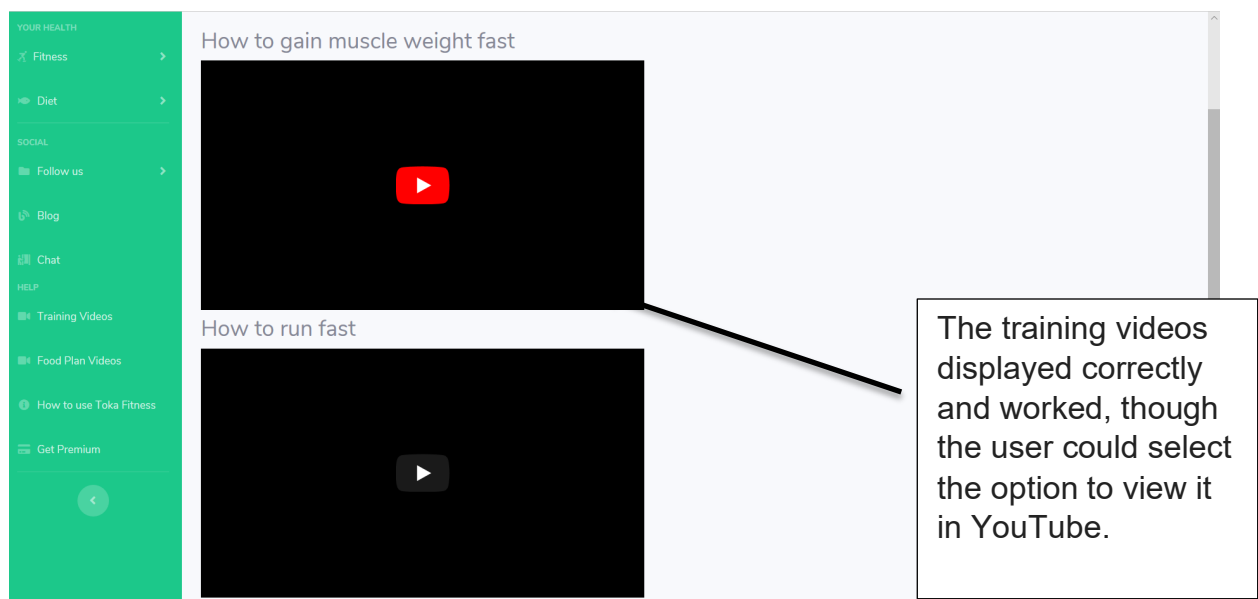 YOUR HEALTH
Fitness
Diet
SOCIAL
Follow us
Blog
Chat
HELP
Training Videos
Food Plan Videos
How to use Toka Fitness
Get Premium
How to gain muscle weight fast
How to run fast
The training videos
displayed correctly
and worked, though
the user could select
the option to view it
in YouTube.